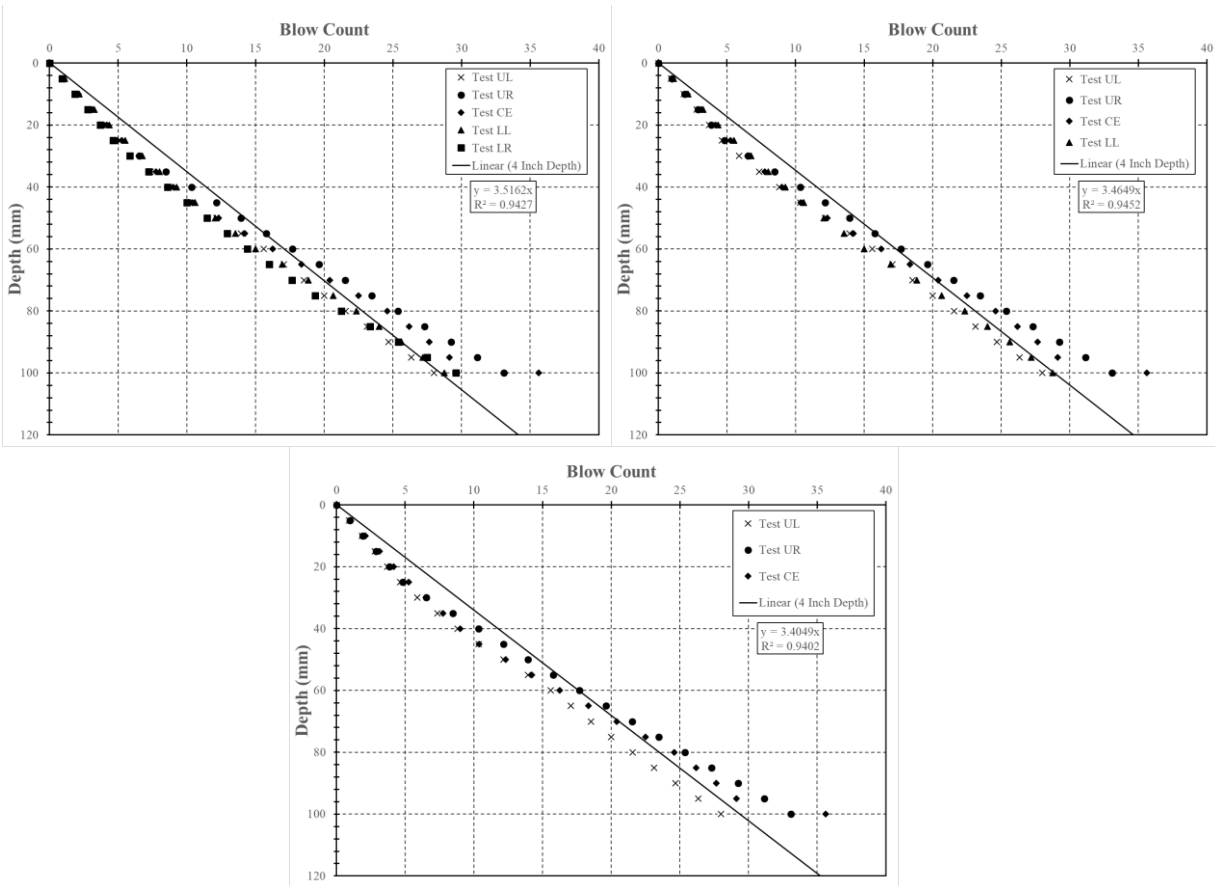 Blow Count
0 5 10 15 20 25 30 35 40
0
20
40
60
80
100
120
Depth (mm)
Test UL
Test UR
Test CE
Test LL
Test LR
Linear (4 Inch Depth)
y = 3.5162x
R² = 0.9427
Blow Count
0 5 10 15 20 25 30 35 40
0
20
40
60
80
100
120
Depth (mm)
Test UL
Test UR
Test CE
Test LL
Linear (4 Inch Depth)
y = 3.4649x
R² = 0.9452
Blow Count
0 5 10 15 20 25 30 35 40
0
20
40
60
80
100
120
Depth (mm)
Test UL
Test UR
Test CE
Linear (4 Inch Depth)
y = 3.4049x
R² = 0.9402